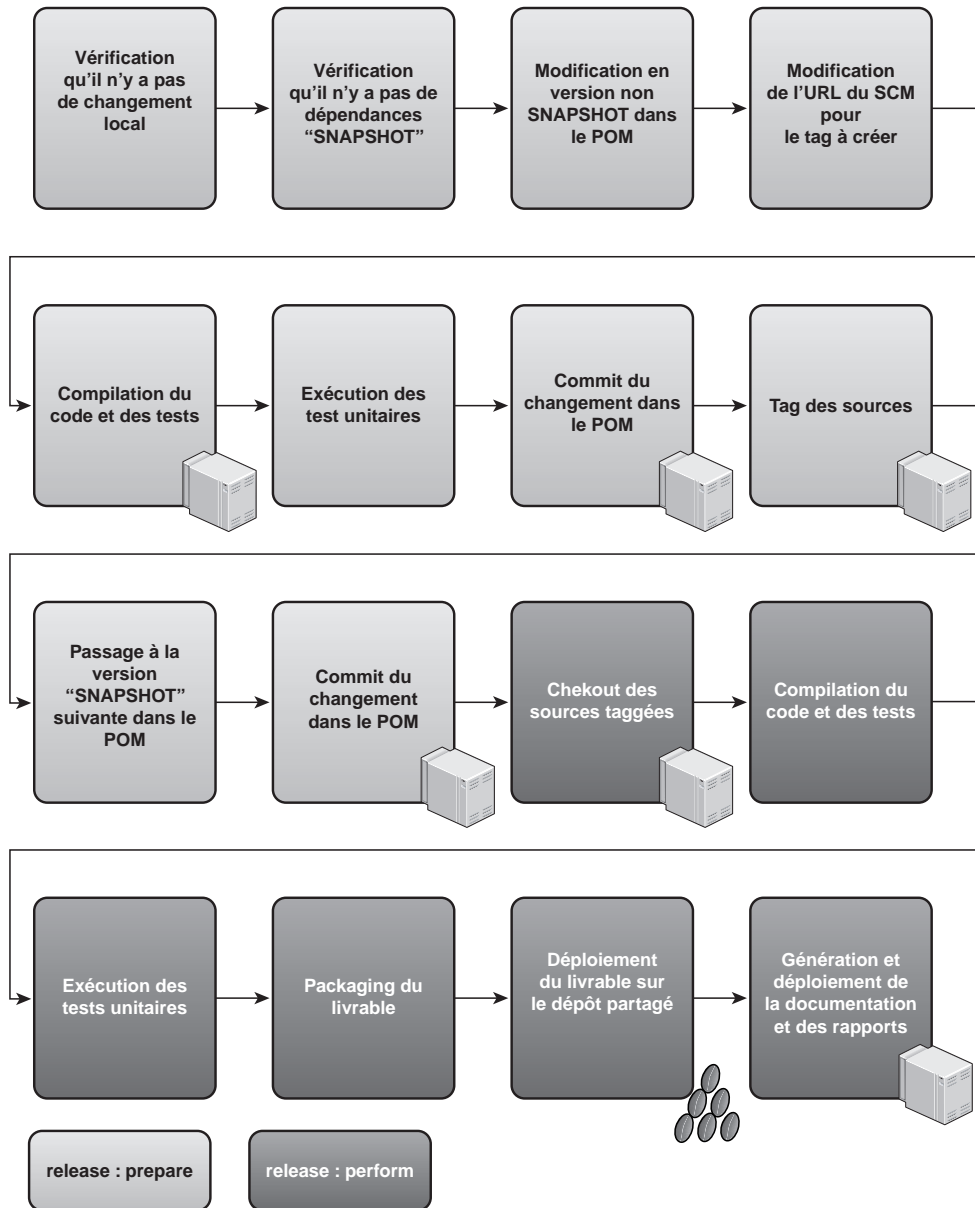 Vérification
qu’il n’y a pas
de changement
local
Vérification
qu’il n’y a pas de
dépendances
“SNAPSHOT”
Modification en
version non
SNAPSHOT dans
le POM
Modification
de l’URL du SCM
pour
le tag à créer
Compilation du
code et des tests
Exécution des
test unitaires
Commit du
changement dans
le POM
Tag des sources
Passage à la
version
“SNAPSHOT”
suivante dans le
POM
Commit du
changement
dans le POM
Chekout des
sources taggées
Compilation du
code et des tests
Exécution des
tests unitaires
Packaging du
livrable
Déploiement
du livrable sur
le dépôt partagé
Génération et
déploiement de
la documentation
et des rapports
release : prepare
release : perform